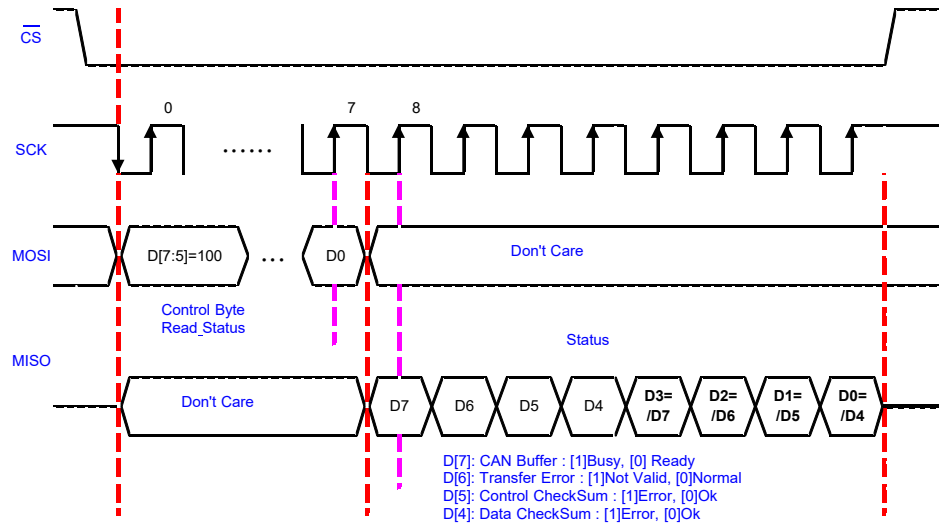 CS
0
7
8
SCK
......
MOSI
D[7:5]=100
...
D0
Don't Care
Control Byte
Read_Status
Status
MISO
Don't Care
D7
D6
D5
D4
D3=
/D7
D2=
/D6
D1=
/D5
D0=
/D4
D[7]: CAN Buffer : [1]Busy, [0] Ready
D[6]: Transfer Error : [1]Not Valid, [0]Normal
D[5]: Control CheckSum : [1]Error, [0]Ok
D[4]: Data CheckSum : [1]Error, [0]Ok